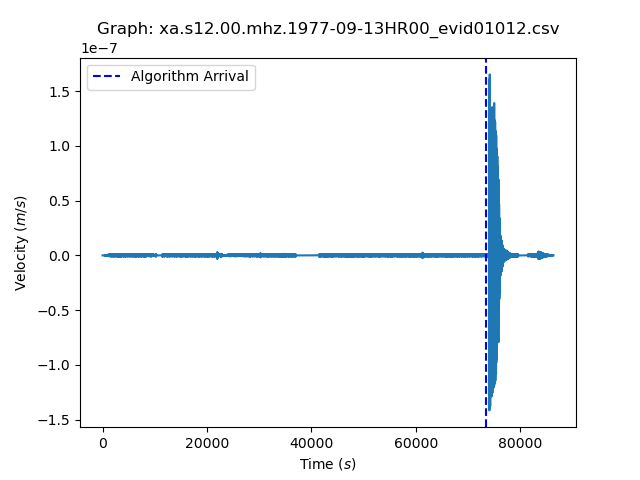 Graph: xa.s12.00.mhz.1977-09-13HR00_evid01012.csv
1e−7
Algorithm Arrival
1.5
1.0
0.5
0.0
−0.5
−1.0
−1.5
Velocity (m/s)
0 20000 40000 60000 80000
Time (s)